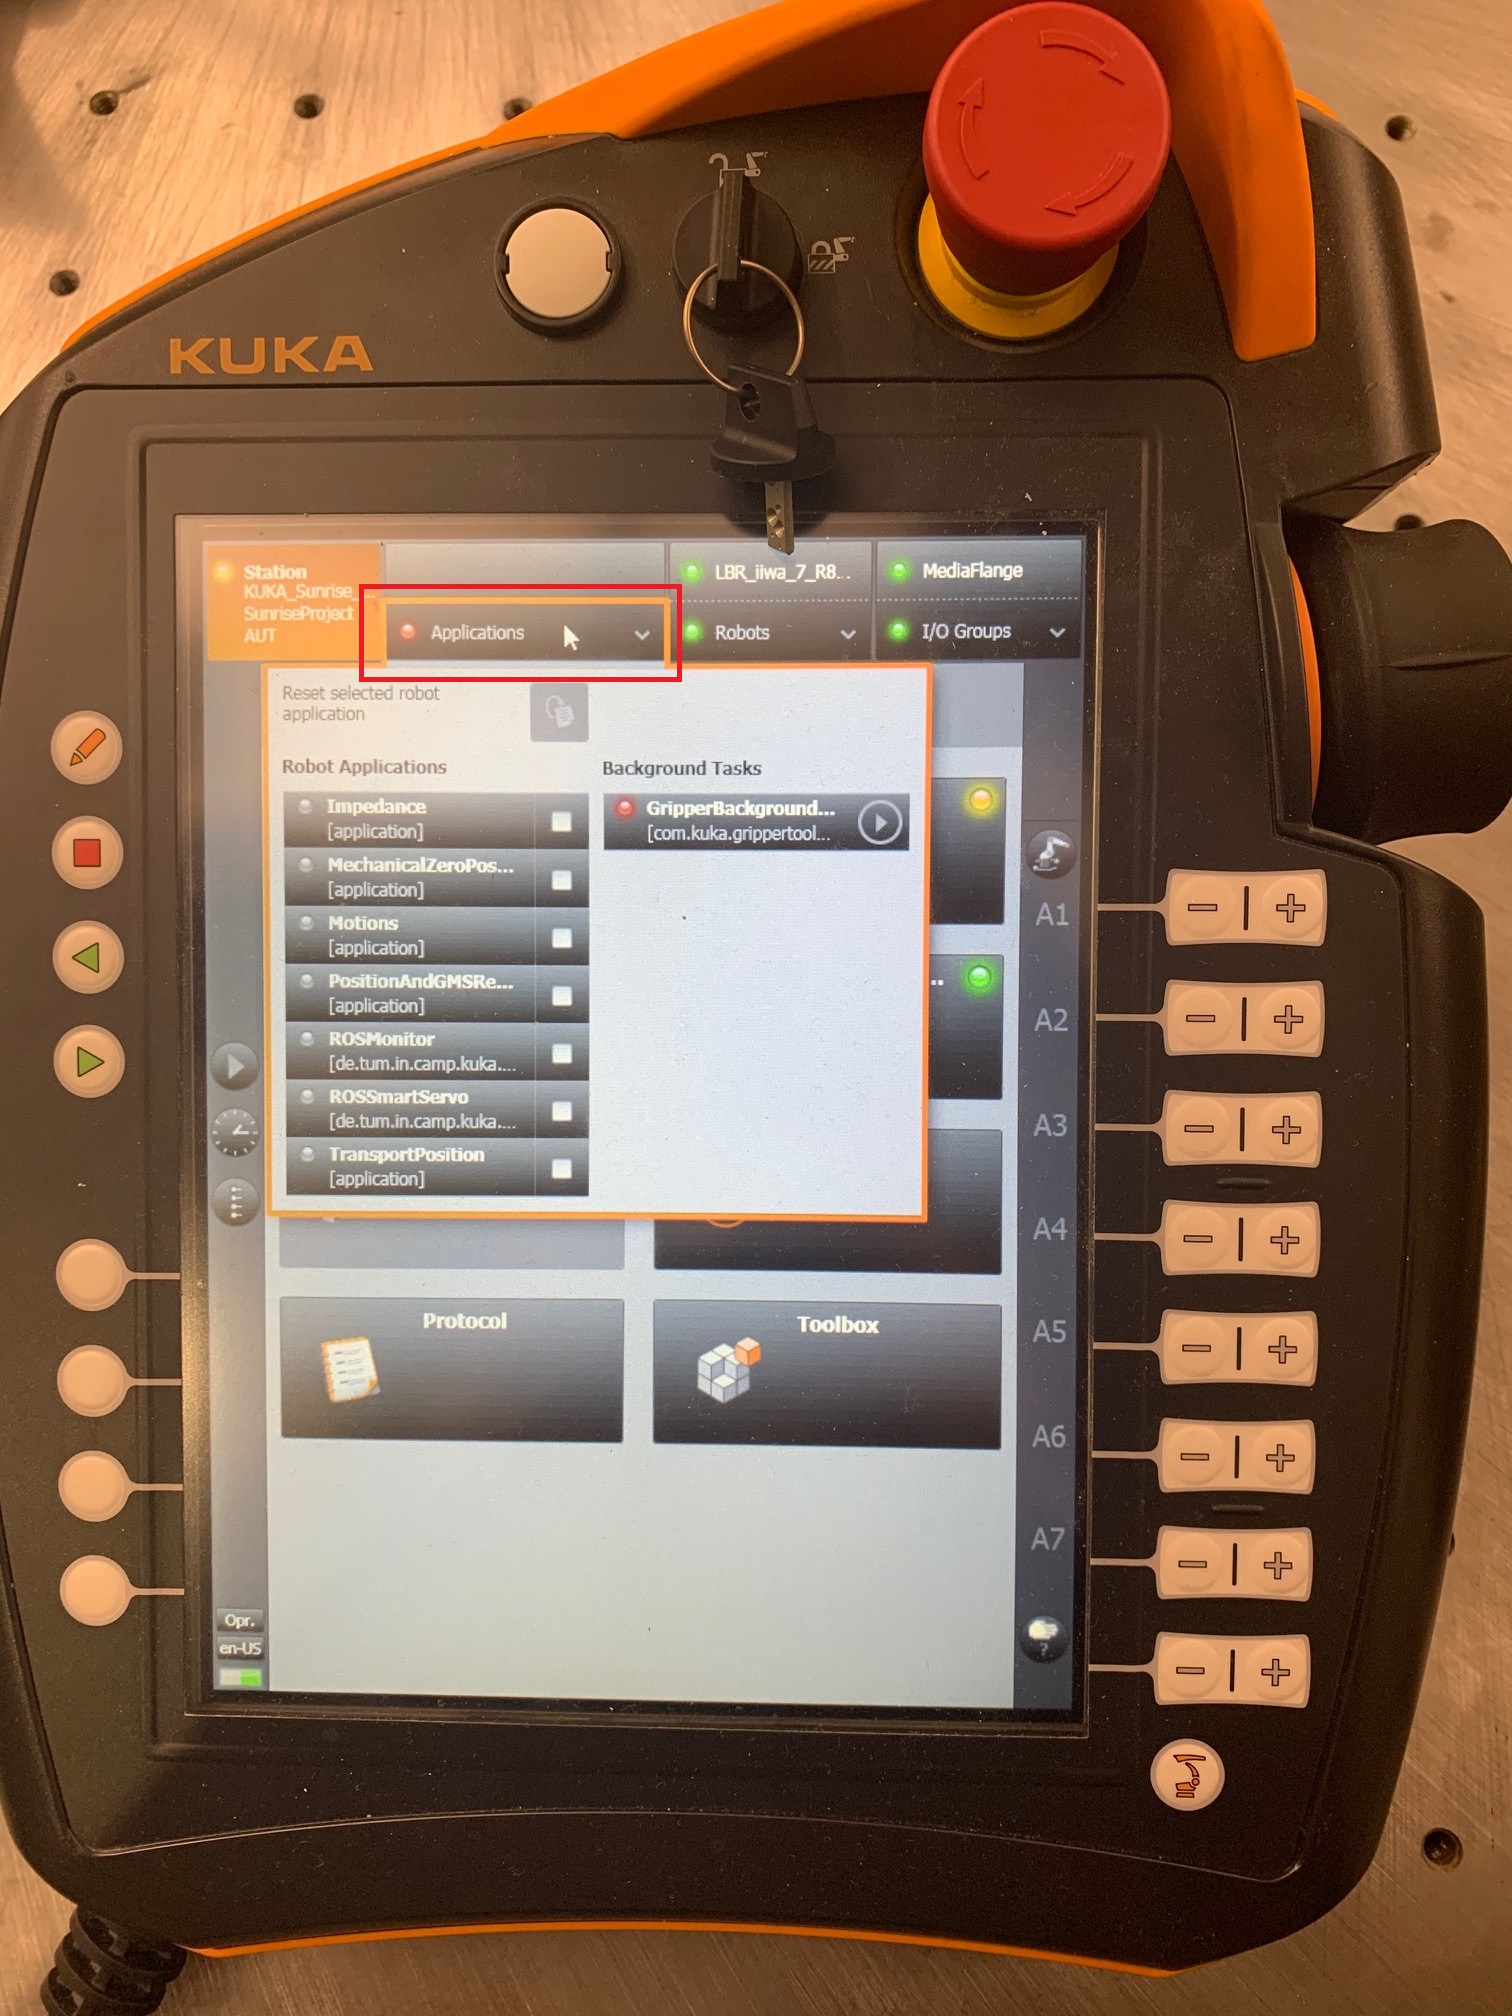 KUKA
Station
KUKA_Sunrise_
SunriseProject
AUT
LBR_iiwa_7_R8...
MediaFlange
Applications
Robots
I/O Groups
Reset selected robot
application
Robot Applications
Impedance
[application]
MechanicalZeroPos...
[application]
Motions
[application]
PositionAndGMSRe...
[application]
ROSMonitor
[de.tum.in.camp.kuka....
ROSSmartServo
[de.tum.in.camp.kuka....
TransportPosition
[application]
Background Tasks
GripperBackground...
[com.kuka.grippertool...
..
Protocol
Toolbox
A1
A2
A3
A4
A5
A6
A7
Opr.
en-US
?